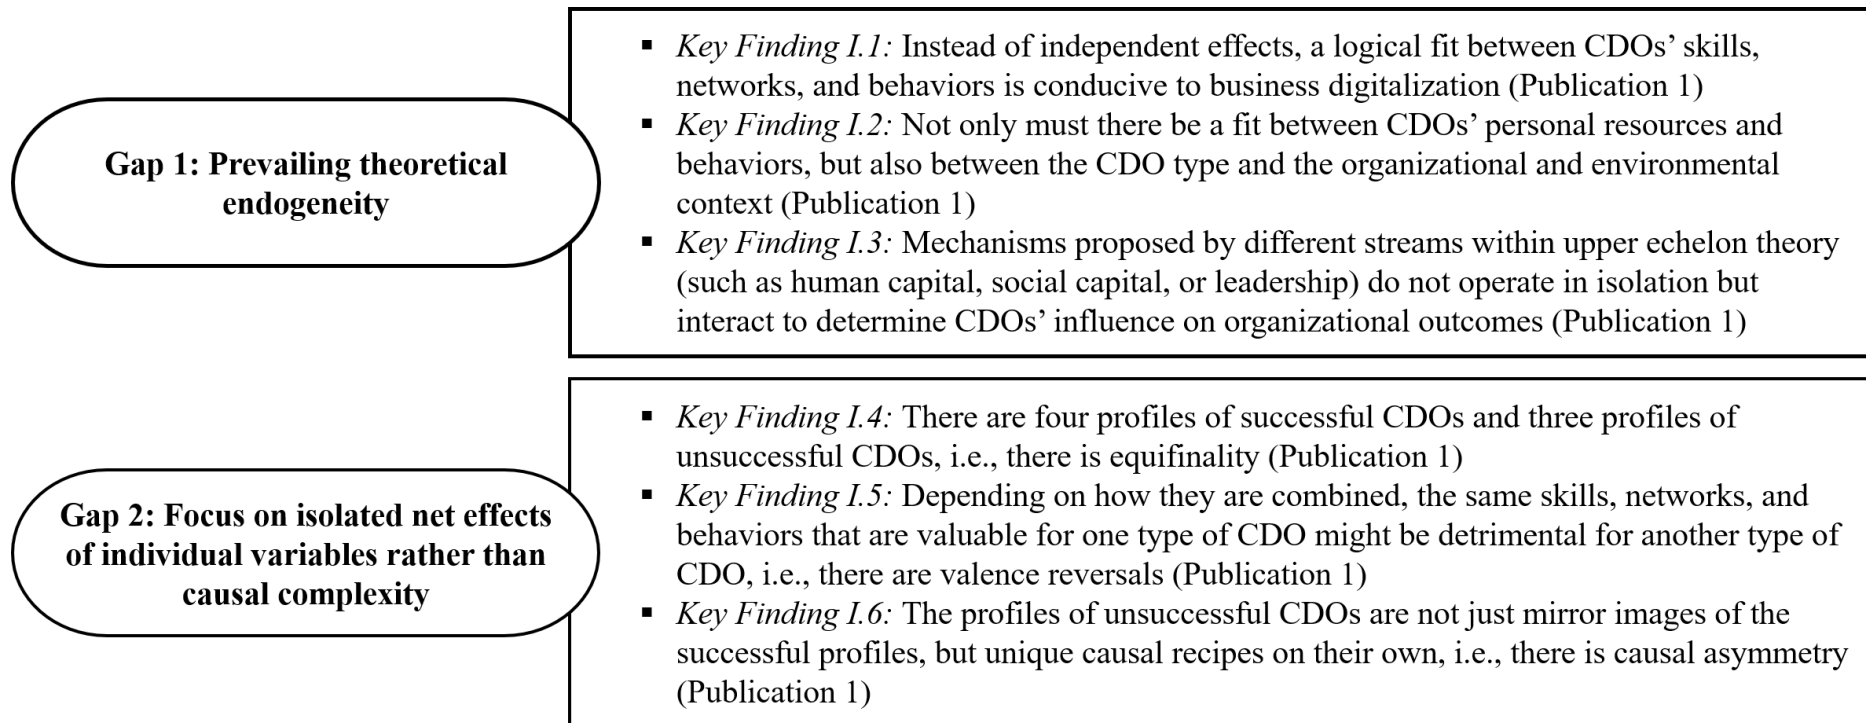 Gap 1: Prevailing theoretical
endogeneity
▪ Key Finding I.1: Instead of independent effects, a logical fit between CDOs’ skills,
networks, and behaviors is conducive to business digitalization (Publication 1)
▪ Key Finding I.2: Not only must there be a fit between CDOs’ personal resources and
behaviors, but also between the CDO type and the organizational and environmental
context (Publication 1)
▪ Key Finding I.3: Mechanisms proposed by different streams within upper echelon theory
(such as human capital, social capital, or leadership) do not operate in isolation but
interact to determine CDOs’ influence on organizational outcomes (Publication 1)
Gap 2: Focus on isolated net effects
of individual variables rather than
causal complexity
▪ Key Finding I.4: There are four profiles of successful CDOs and three profiles of
unsuccessful CDOs, i.e., there is equifinality (Publication 1)
▪ Key Finding I.5: Depending on how they are combined, the same skills, networks, and
behaviors that are valuable for one type of CDO might be detrimental for another type of
CDO, i.e., there are valence reversals (Publication 1)
▪ Key Finding I.6: The profiles of unsuccessful CDOs are not just mirror images of the
successful profiles, but unique causal recipes on their own, i.e., there is causal asymmetry
(Publication 1)